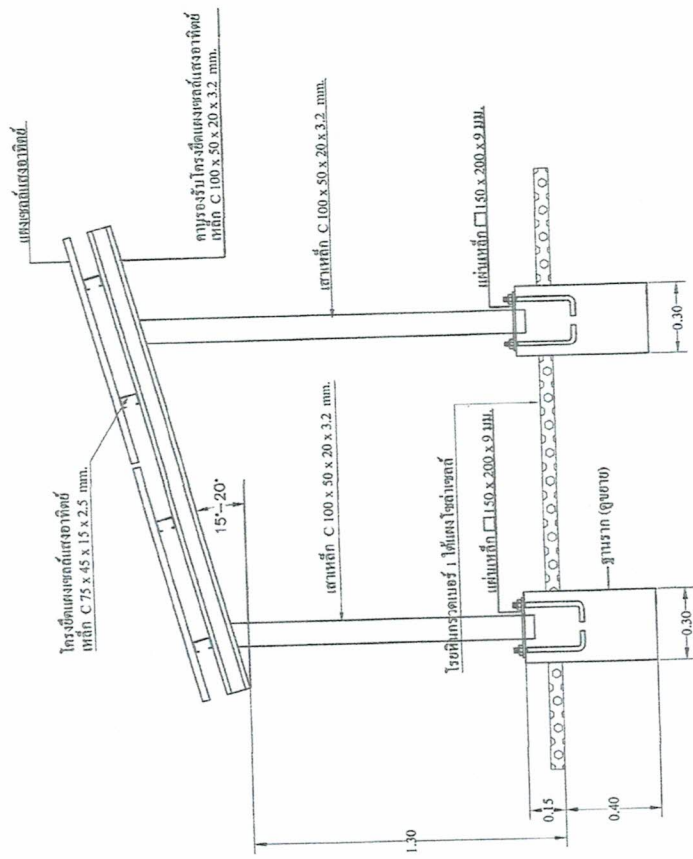 แผงเซลล์แสงอาทิตย์
คานรองรับโครงยึดแผงเซลล์แสงอาทิตย์
เหล็ก C 100 x 50 x 20 x 3.2 mm.
โครงยึดแผงเซลล์แสงอาทิตย์
เหล็ก C 75 x 45 x 15 x 2.5 mm.
15°-20°
เสาเหล็ก C 100 x 50 x 20 x 3.2 mm.
เสาเหล็ก C 100 x 50 x 20 x 3.2 mm.
แผ่นเหล็ก □ 150 x 200 x 9 มม.
โรยหินกรวดเบอร์ 1 ใต้แผงโซล่าเซลล์
แผ่นเหล็ก □ 150 x 200 x 9 มม.
ฐานราก (ดูขยาย)
1.30
0.15
0.40
0.30
0.30